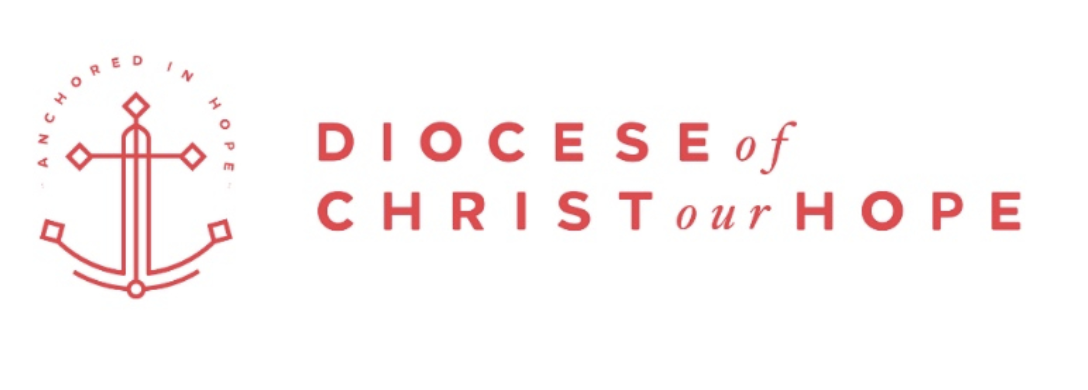 ANCHORED IN HOPE
DIOCESE of
CHRIST our HOPE